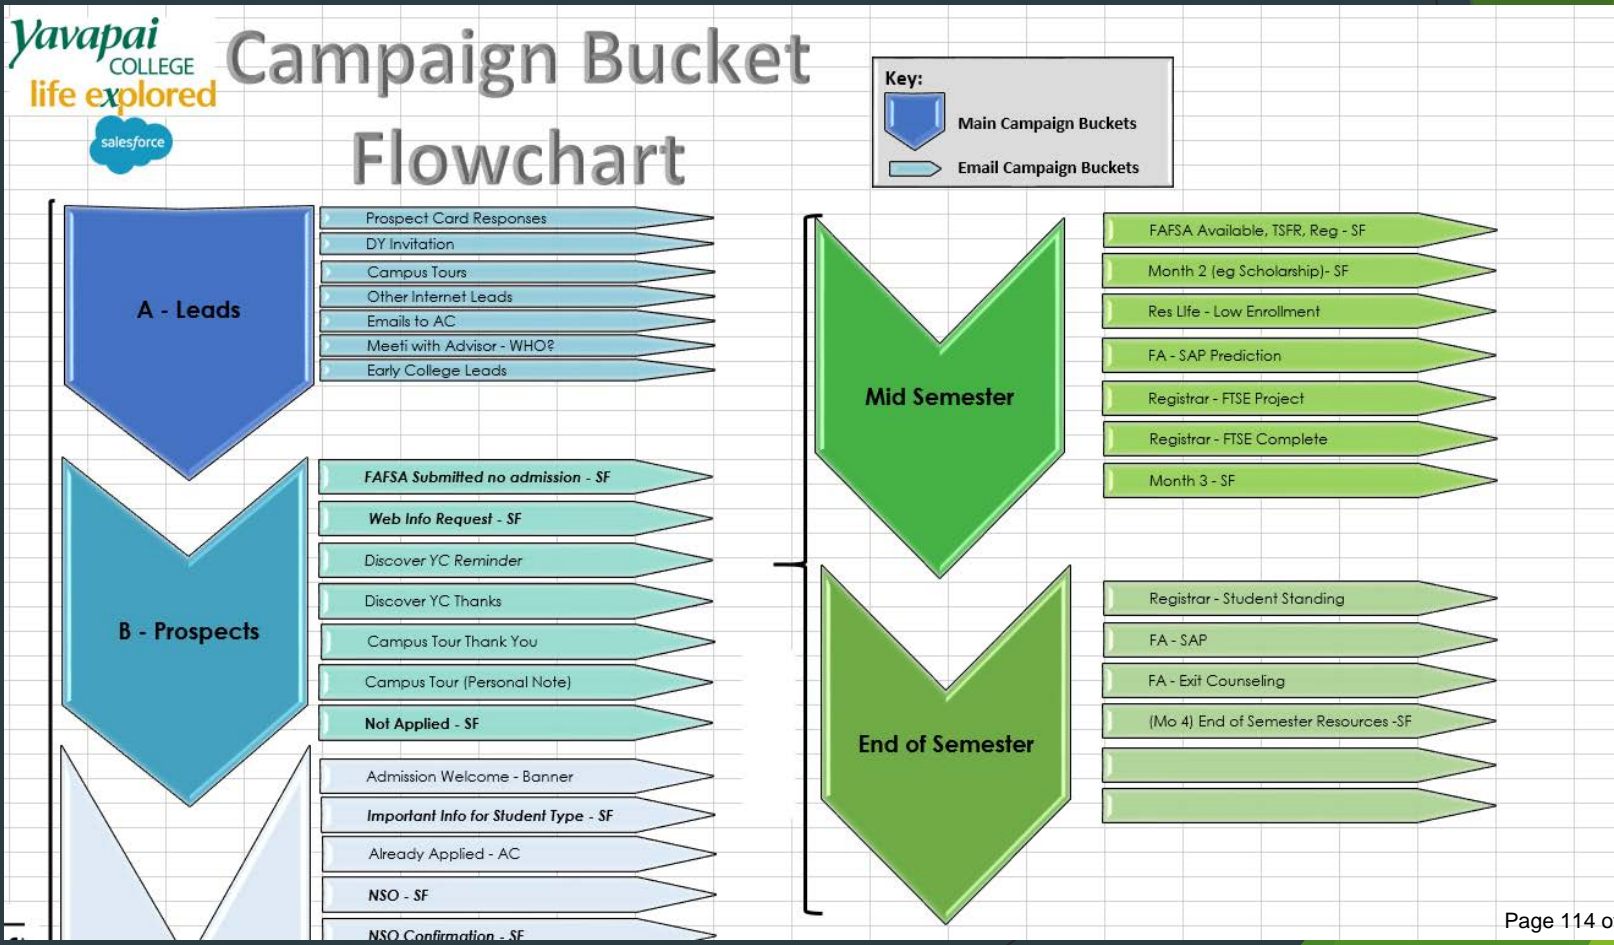 Yavapai
COLLEGE
life explored
salesforce
Campaign Bucket
Flowchart
Key:
Main Campaign Buckets
Email Campaign Buckets
A - Leads
Prospect Card Responses
DY Invitation
Campus Tours
Other Internet Leads
Emails to AC
Meeti with Advisor - WHO?
Early College Leads
B - Prospects
FAFSA Submitted no admission - SF
Web Info Request - SF
Discover YC Reminder
Discover YC Thanks
Campus Tour Thank You
Campus Tour (Personal Note)
Not Applied - SF
Admission Welcome - Banner
Important Info for Student Type - SF
Already Applied - AC
NSO - SF
NSO Confirmation - SF
Mid Semester
FAFSA Available, TSFR, Reg - SF
Month 2 (eg Scholarship)- SF
Res LIfe - Low Enrollment
FA - SAP Prediction
Registrar - FTSE Project
Registrar - FTSE Complete
Month 3 - SF
End of Semester
Registrar - Student Standing
FA - SAP
FA - Exit Counseling
(Mo 4) End of Semester Resources -SF
Page 114 o